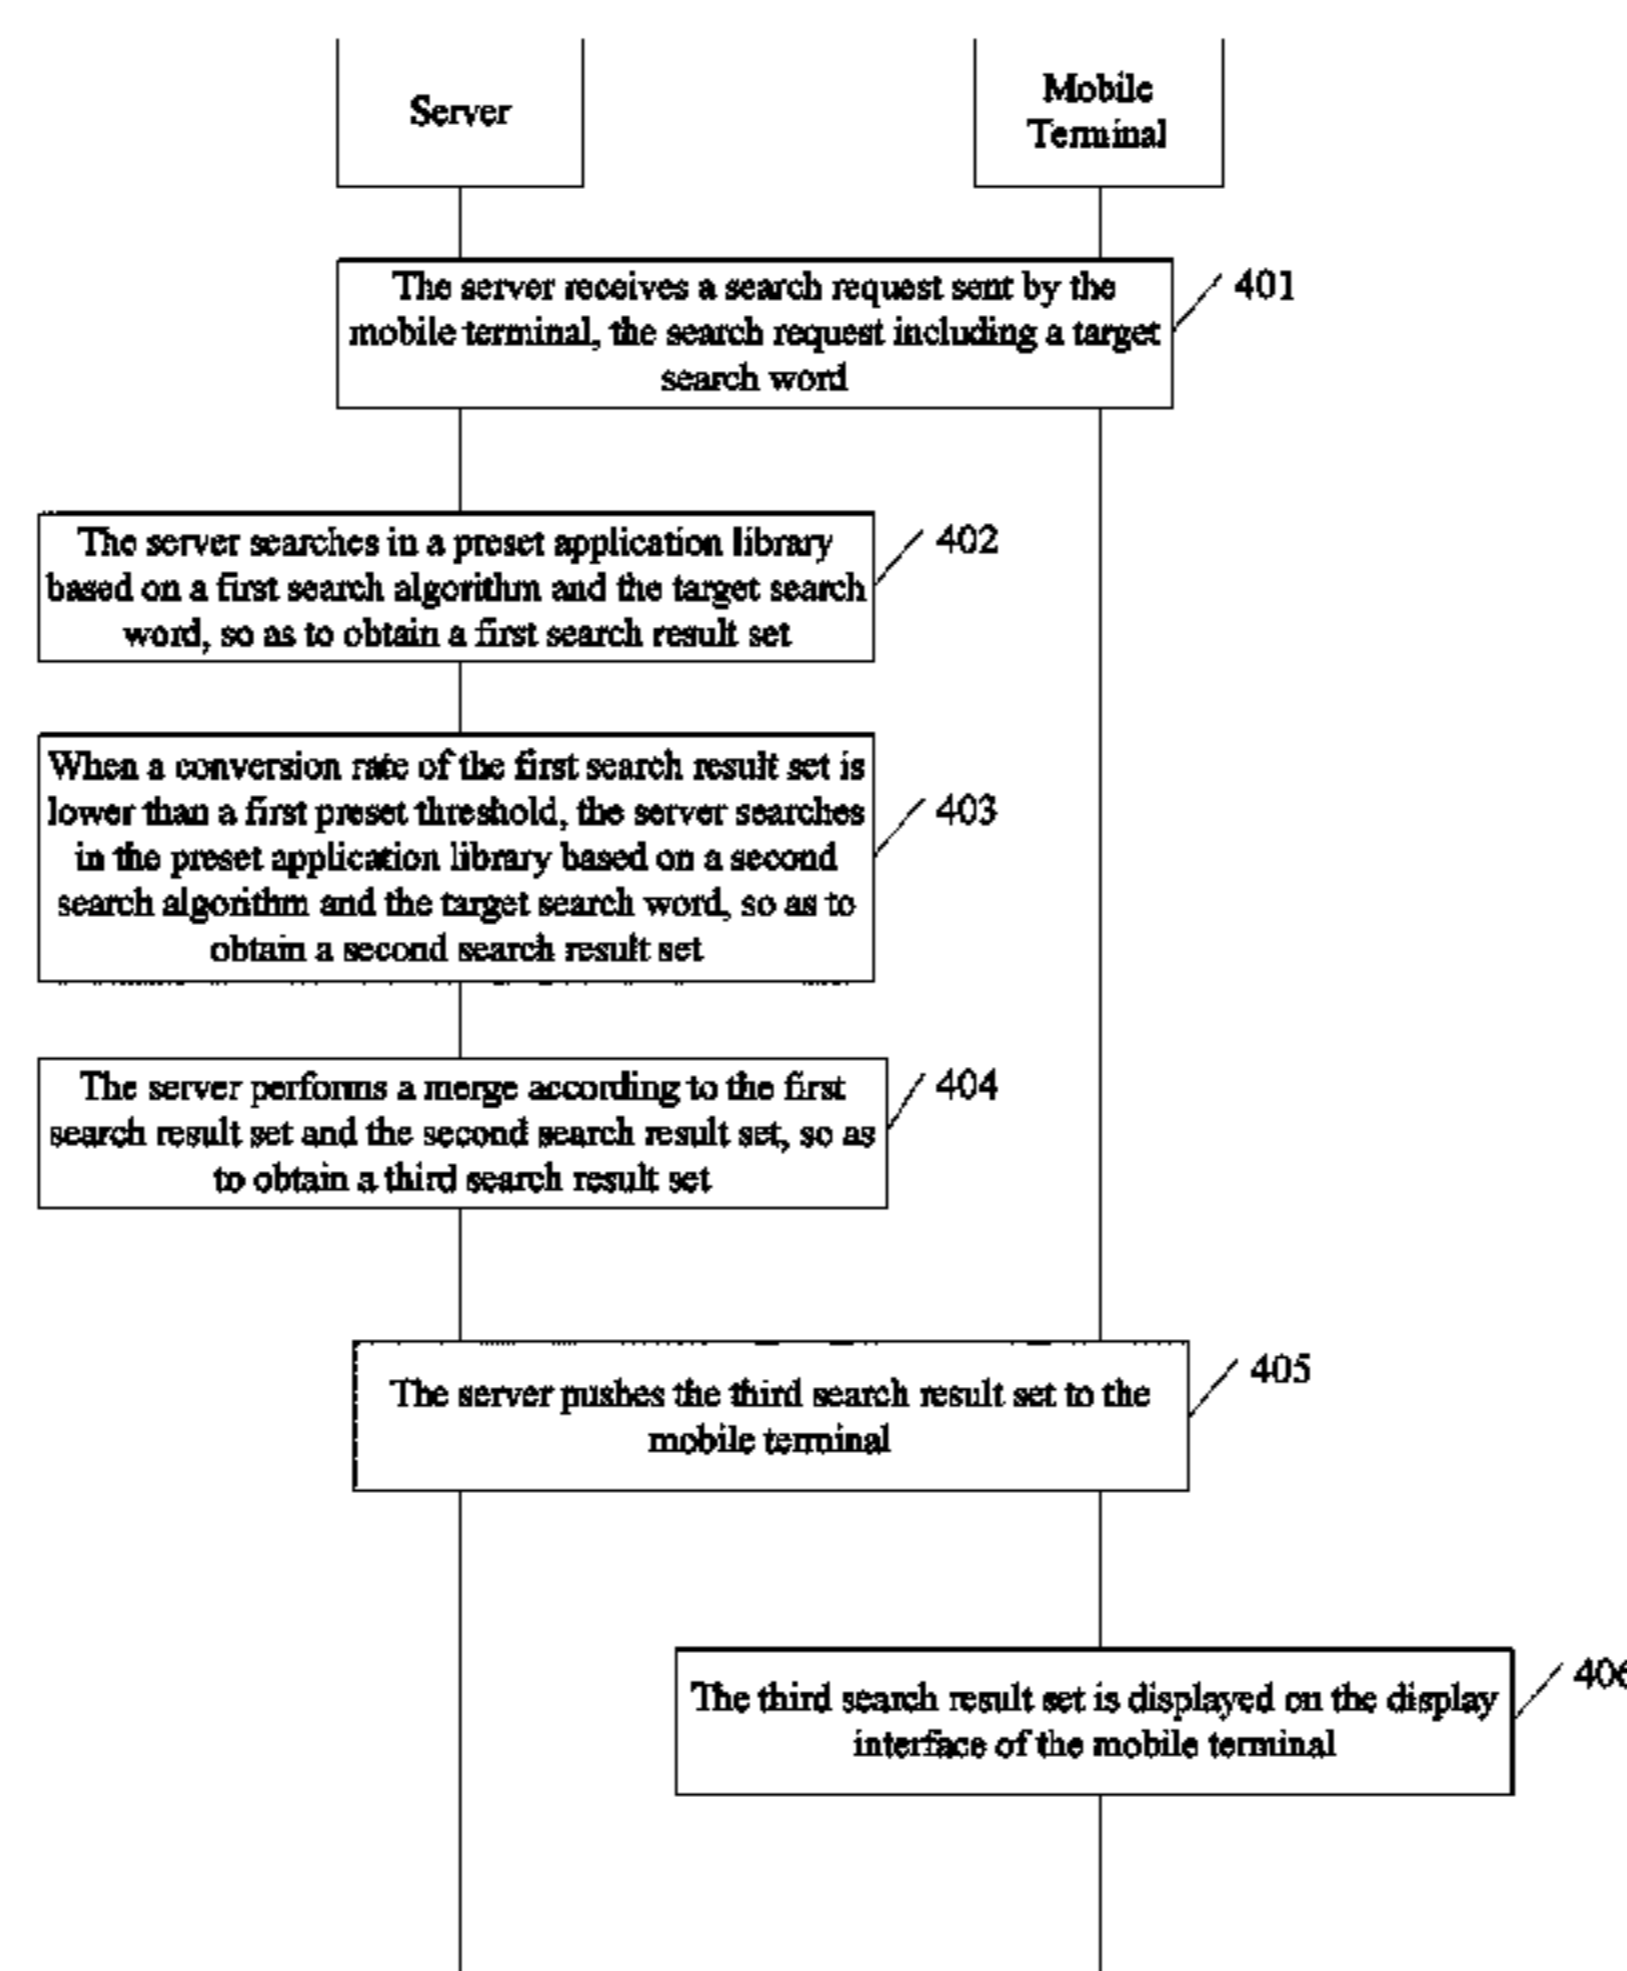 Server
Mobile
Terminal
The server receives a search request sent by the
mobile terminal, the search request including a target
search word
401
The server searches in a preset application library
based on a first search algorithm and the target search
word, so as to obtain a first search result set
402
When a conversion rate of the first search result set is
lower than a first preset threshold, the server searches
in the preset application library based on a second
search algorithm and the target search word, so as to
obtain a second search result set
403
The server performs a merge according to the first
search result set and the second search result set, so as
to obtain a third search result set
404
The server pushes the third search result set to the
mobile terminal
405
The third search result set is displayed on the display
interface of the mobile terminal
406